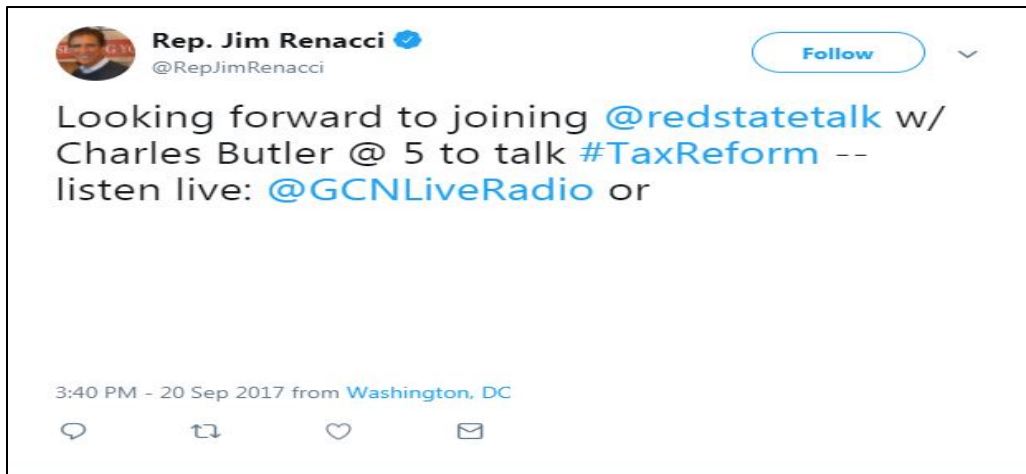 Rep. Jim Renacci
@RepJimRenacci
Follow
Looking forward to joining @redstatetalk w/
Charles Butler @ 5 to talk #TaxReform --
listen live: @GCNLiveRadio or
3:40 PM - 20 Sep 2017 from Washington, DC